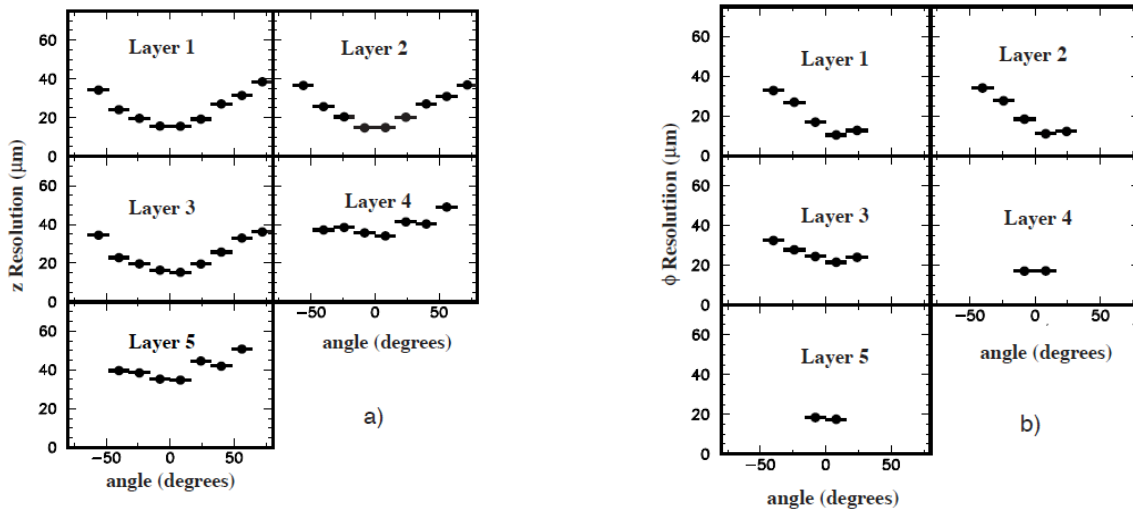 z Resolution (μm)
60
40
20
0
Layer 1
Layer 2
60
40
20
0
Layer 3
Layer 4
−50 0 50
angle (degrees)
60
40
20
0
Layer 5
−50 0 50
angle (degrees)
a)
ϕ Resolutiion (μm)
60
40
20
0
Layer 1
Layer 2
60
40
20
0
Layer 3
Layer 4
−50 0 50
angle (degrees)
60
40
20
0
Layer 5
−50 0 50
angle (degrees)
b)